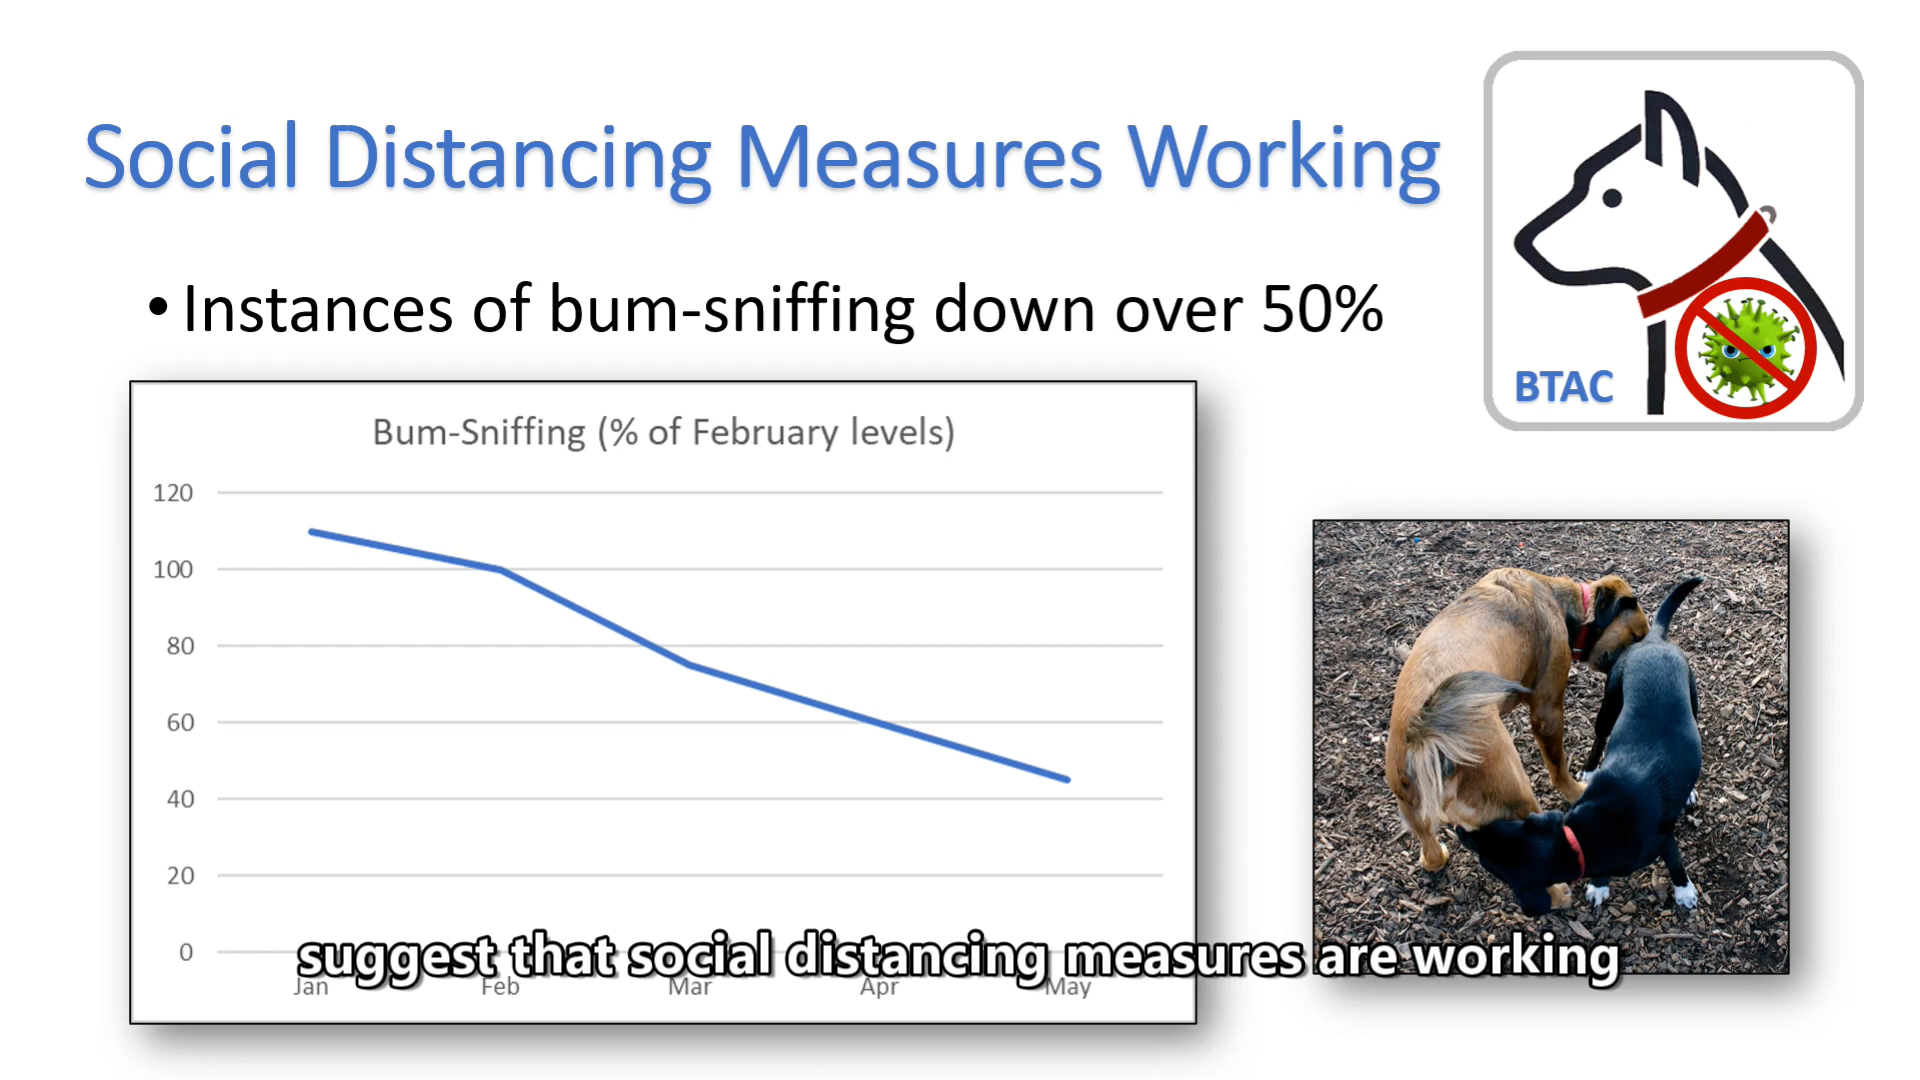 Social Distancing Measures Working
• Instances of bum-sniffing down over 50%
BTAC
Bum-Sniffing (% of February levels)
120
100
80
60
40
20
0
Jan Feb Mar Apr May
suggest that social distancing measures are working